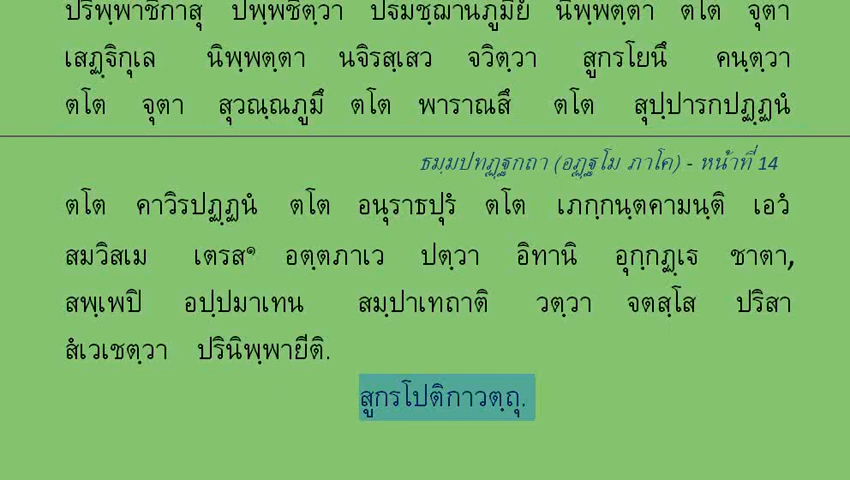 ปริพฺพาชิกาสุ ปพฺพชิตฺวา ปฐมชฺฌานภูมิยํ นิพฺพตฺตา ตโต จุตา
เสฏฺฐิกุเล นิพฺพตฺตา นจิรสฺเสว จวิตฺวา สูกรโยนึ คนฺตฺวา
ตโต จุตา สุวณฺณภูมึ ตโต พาราณสึ ตโต สุปฺปารกปฏฺฏนํ
ธมฺมปทฏฺฐกถา (อฏฺฐโม ภาโค) - หน้าที่ 14
ตโต คาวิรปฏฺฏนํ ตโต อนุราธปุรํ ตโต เภกฺกนฺตคามนฺติ เอวํ
สมวิสเม เตรส๑ อตฺตภาเว ปตฺวา อิทานิ อุกฺกฏฺเฐ ชาตา,
สพฺเพปิ อปฺปมาเทน สมฺปาเทถาติ วตฺวา จตสฺโส ปริสา
สํเวเชตฺวา ปรินิพฺพายีติ.
สูกรโปติกาวตฺถุ.